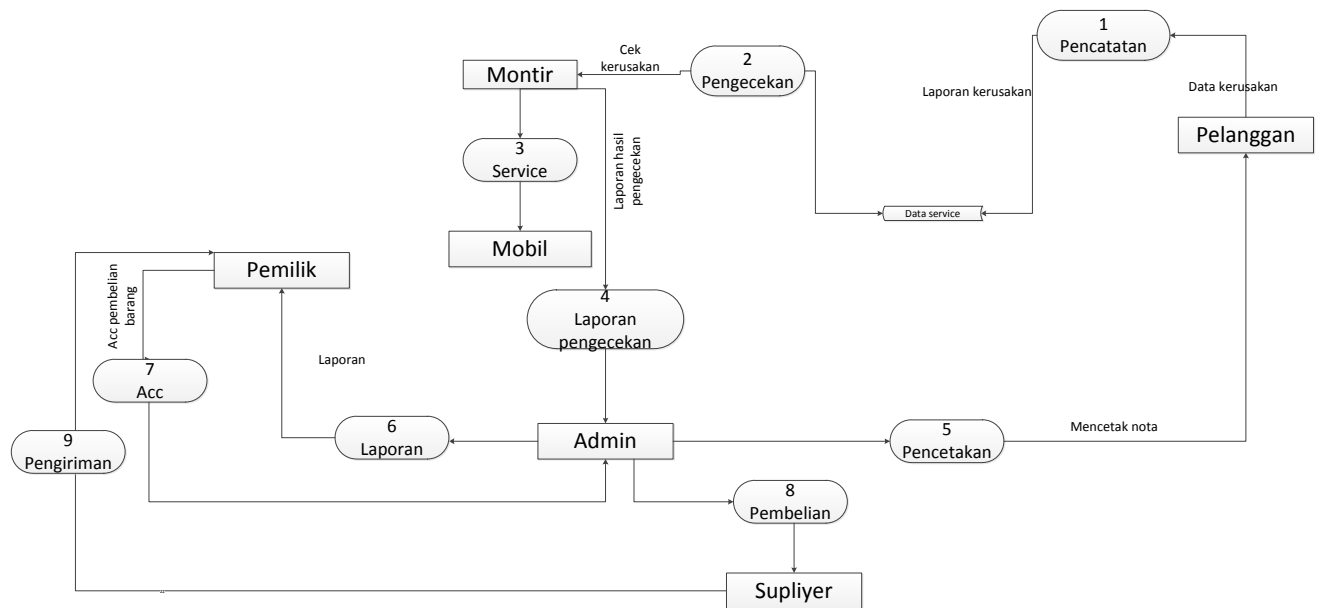 1
Pencatatan
Cek
kerusakan
2
Pengecekan
Montir
Laporan kerusakan
Data kerusakan
Pelanggan
3
Service
Laporan hasil
pengecekan
Data service
Mobil
Pemilik
Acc pembelian
barang
4
Laporan
pengecekan
7
Acc
Laporan
6
Laporan
Admin
5
Pencetakan
Mencetak nota
9
Pengiriman
8
Pembelian
Supliyer